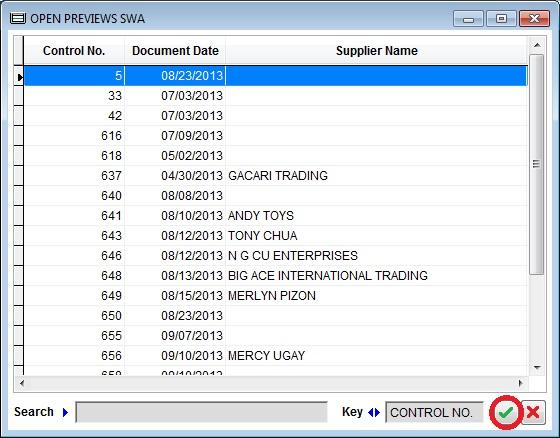 OPEN PREVIEWS SWA
Control No. Document Date Supplier Name
5 08/23/2013
33 07/03/2013
42 07/03/2013
616 07/09/2013
618 05/02/2013
637 04/30/2013 GACARI TRADING
640 08/08/2013
641 08/10/2013 ANDY TOYS
643 08/12/2013 TONY CHUA
646 08/12/2013 N G CU ENTERPRISES
648 08/13/2013 BIG ACE INTERNATIONAL TRADING
649 08/15/2013 MERLYN PIZON
650 08/23/2013
655 09/07/2013
656 09/10/2013 MERCY UGAY
658 09/10/2013
Search Key CONTROL NO.